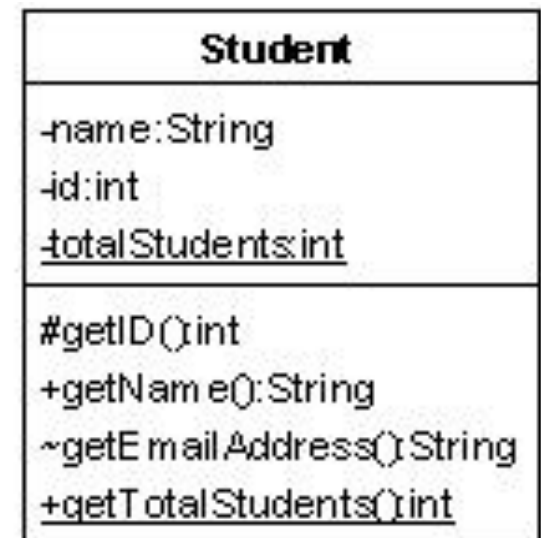 Student
-name:String
-id:int
-totalStudents:int
#getID():int
+getName():String
~getEmailAddress():String
+getTotalStudents():int